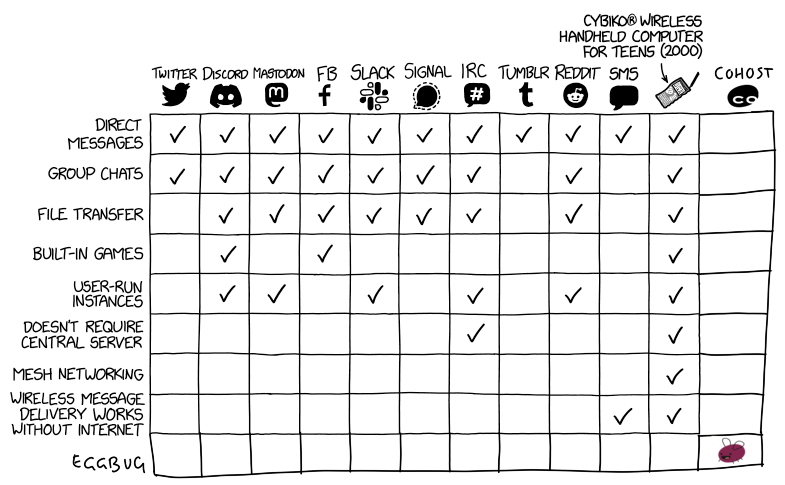 CYBIKO® WIRELESS
HANDHELD COMPUTER
FOR TEENS (2000)
TWITTER DISCORD MASTODON FB SLACK SIGNAL IRC TUMBLR REDDIT SMS COHOST
m f # t co
DIRECT
MESSAGES
GROUP CHATS
FILE TRANSFER
BUILT-IN GAMES
USER-RUN
INSTANCES
DOESN'T REQUIRE
CENTRAL SERVER
MESH NETWORKING
WIRELESS MESSAGE
DELIVERY WORKS
WITHOUT INTERNET
EGGBUG